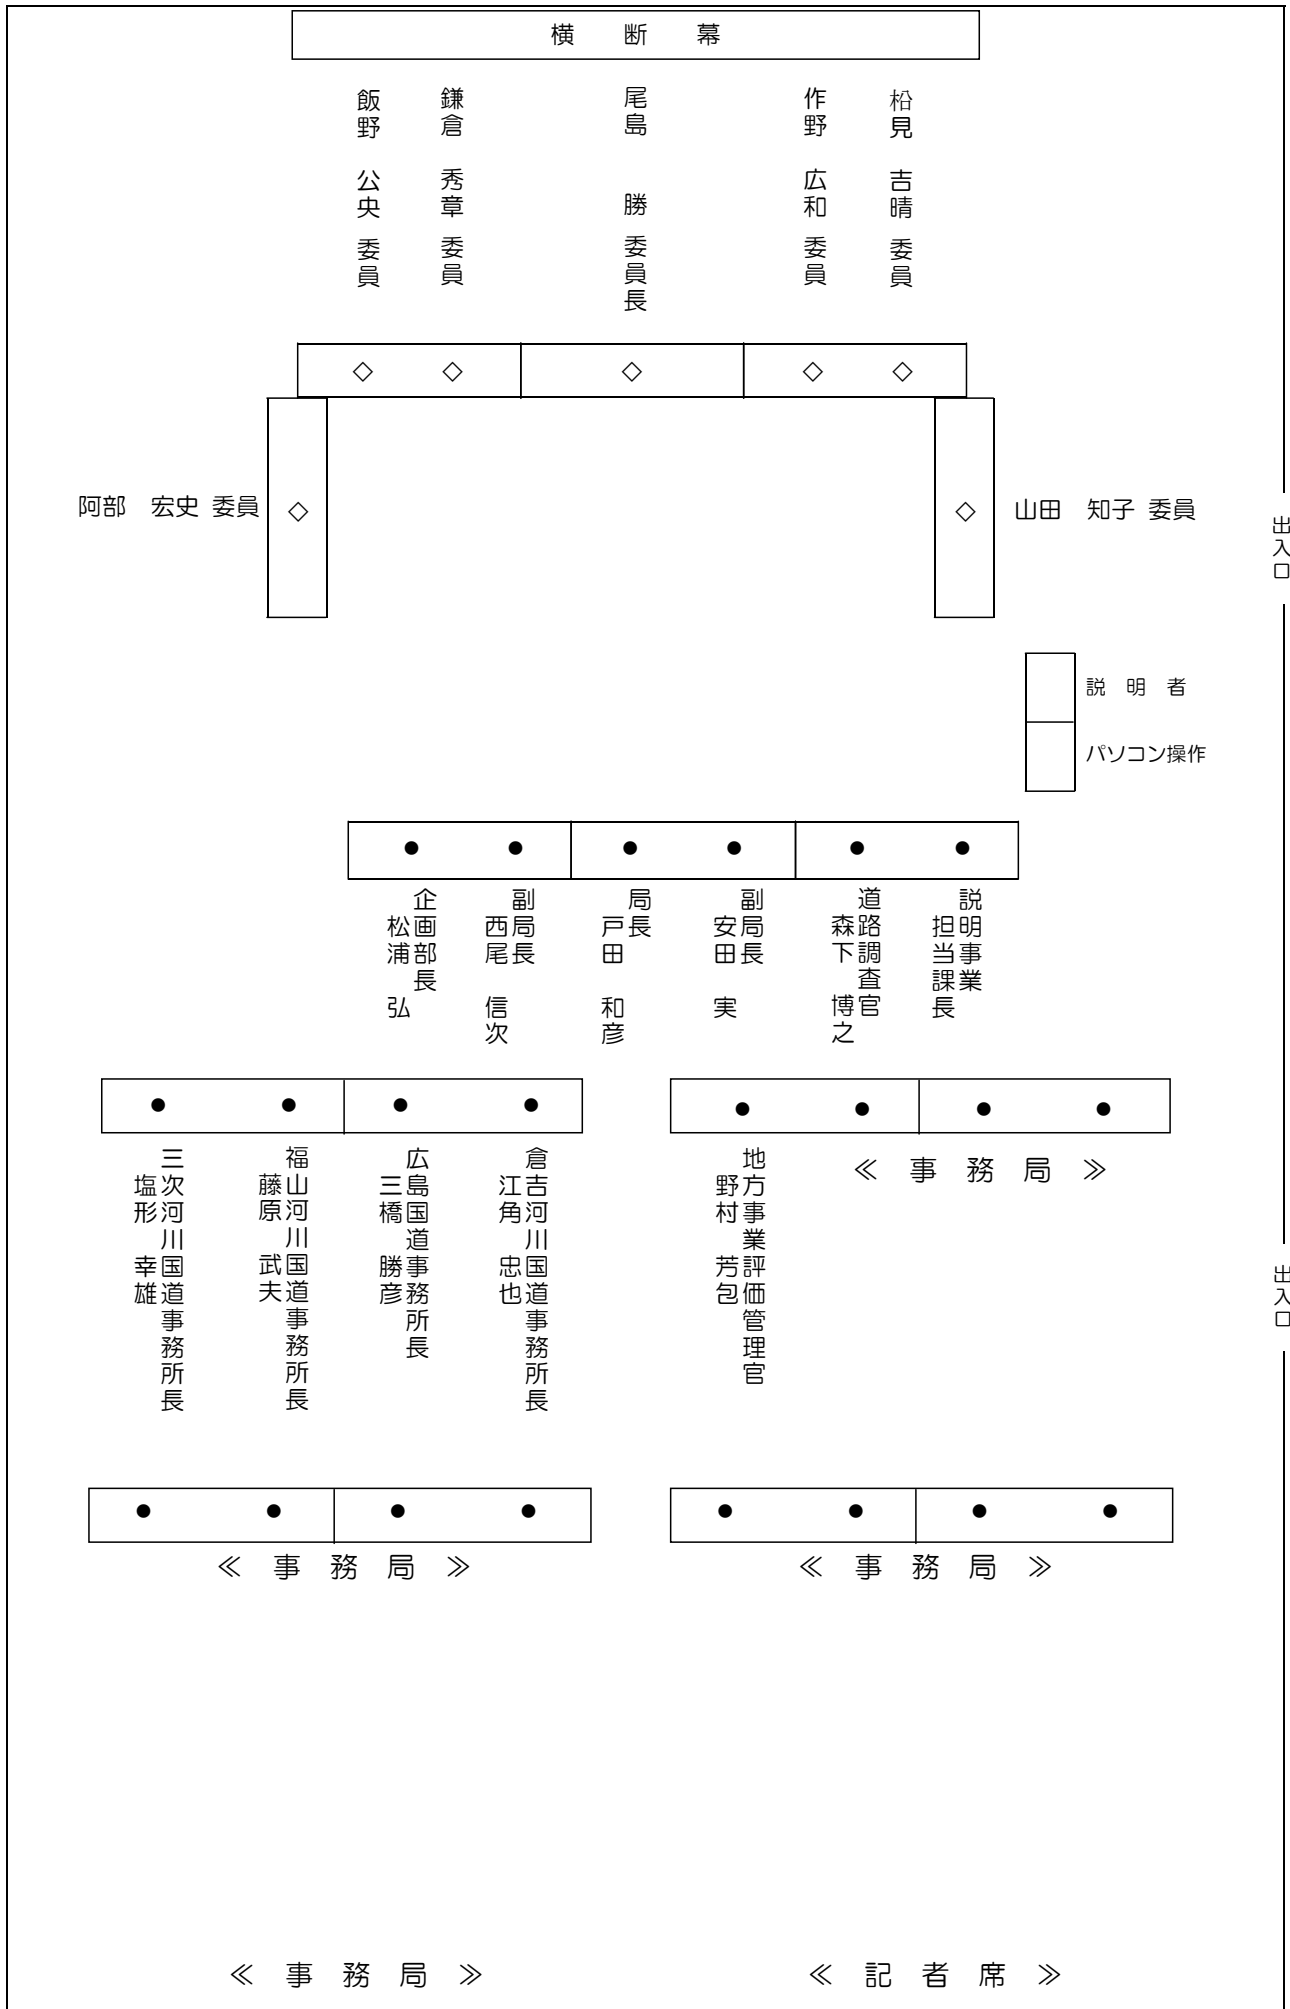 横　断　幕
飯野　公央 委員
鎌倉　秀章 委員
尾島　　勝 委員長
作野　広和 委員
枌見　吉晴 委員
阿部　宏史 委員
山田　知子 委員
出入口
説　明　者
パソコン操作
企画部長
松浦　弘
副局長
西尾　信次
局長
戸田　和彦
副局長
安田　実
道路調査官
森下　博之
説明事業
担当課長
三次河川国道事務所長
塩形　幸雄
福山河川国道事務所長
藤原　武夫
広島国道事務所長
三橋　勝彦
倉吉河川国道事務所長
江角　忠也
地方事業評価管理官
野村　芳包
≪　事　務　局　≫
出入口
≪　事　務　局　≫
≪　事　務　局　≫
≪　事　務　局　≫
≪　記　者　席　≫